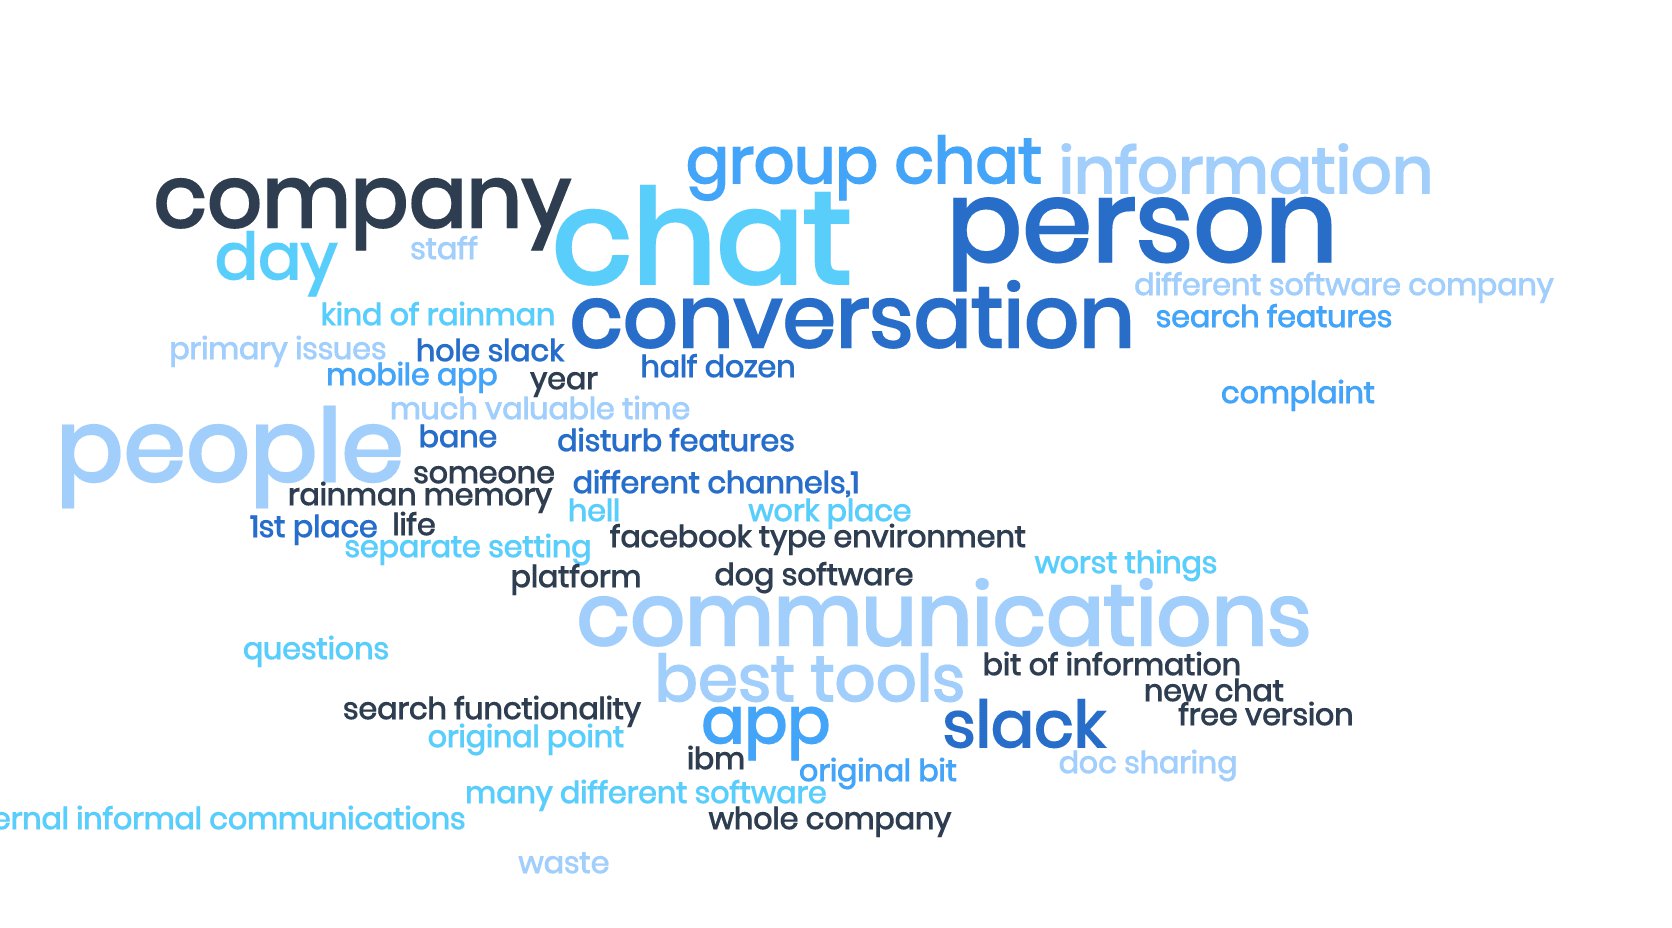 group chat
information
company
chat
person
day
staff
conversation
different software company
kind of rainman
search features
primary issues
hole slack
half dozen
mobile app
year
complaint
much valuable time
people
bane
disturb features
someone
rainman memory
different channels,1
hell
work place
1st place
life
facebook type environment
separate setting
worst things
platform
dog software
communications
questions
best tools
bit of information
new chat
search functionality
app
slack
free version
original point
ibm
original bit
doc sharing
many different software
ernal informal communications
whole company
waste